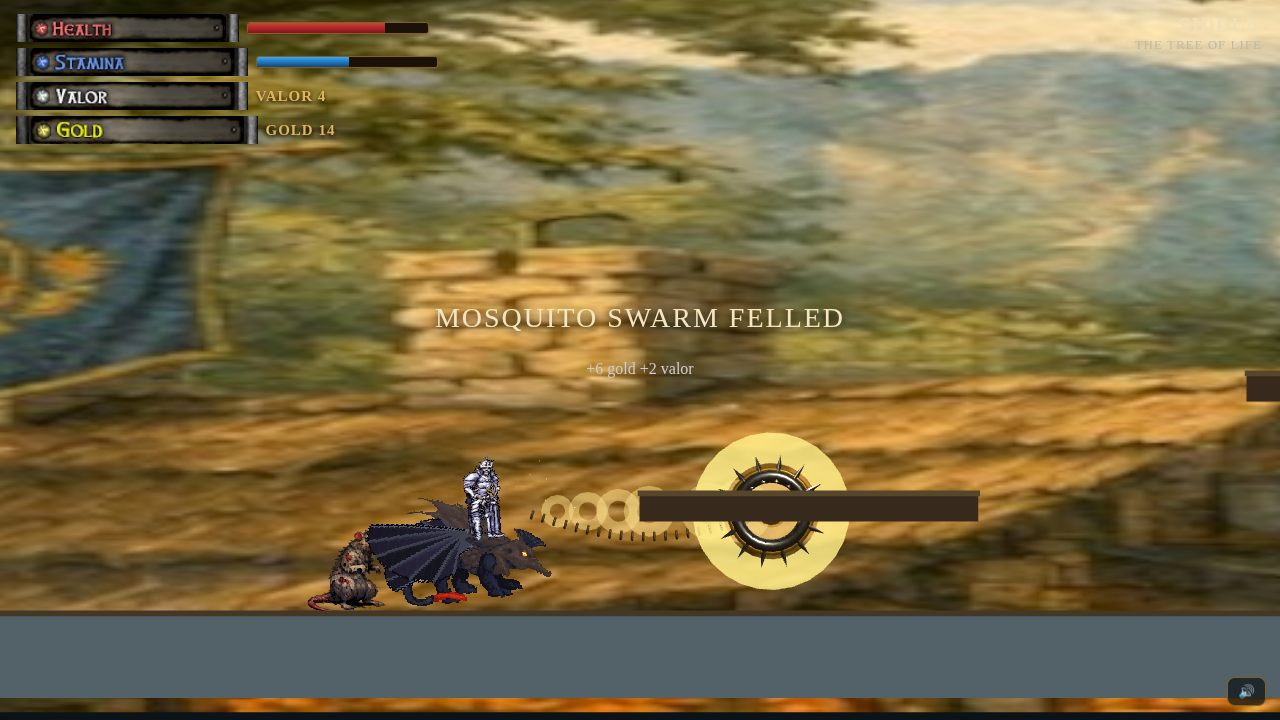 HEALTH
STAMINA
VALOR
VALOR 4
GOLD
GOLD 14
THE TREE OF LIFE
MOSQUITO SWARM FELLED
+6 gold +2 valor